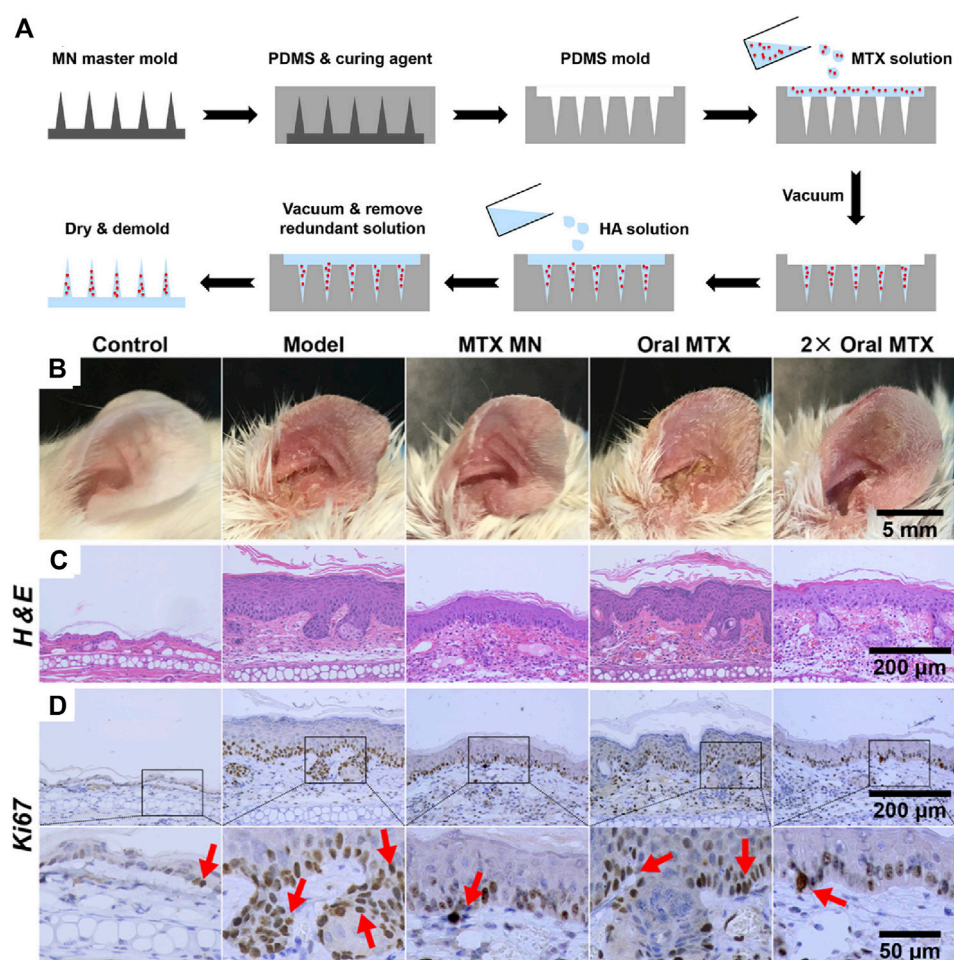 A
MN master mold
PDMS & curing agent
PDMS mold
MTX solution
Vacuum
Dry & demold
Vacuum & remove
redundant solution
HA solution
Control
Model
MTX MN
Oral MTX
2× Oral MTX
B
5 mm
C
H&E
200 µm
D
Ki67
200 µm
50 µm